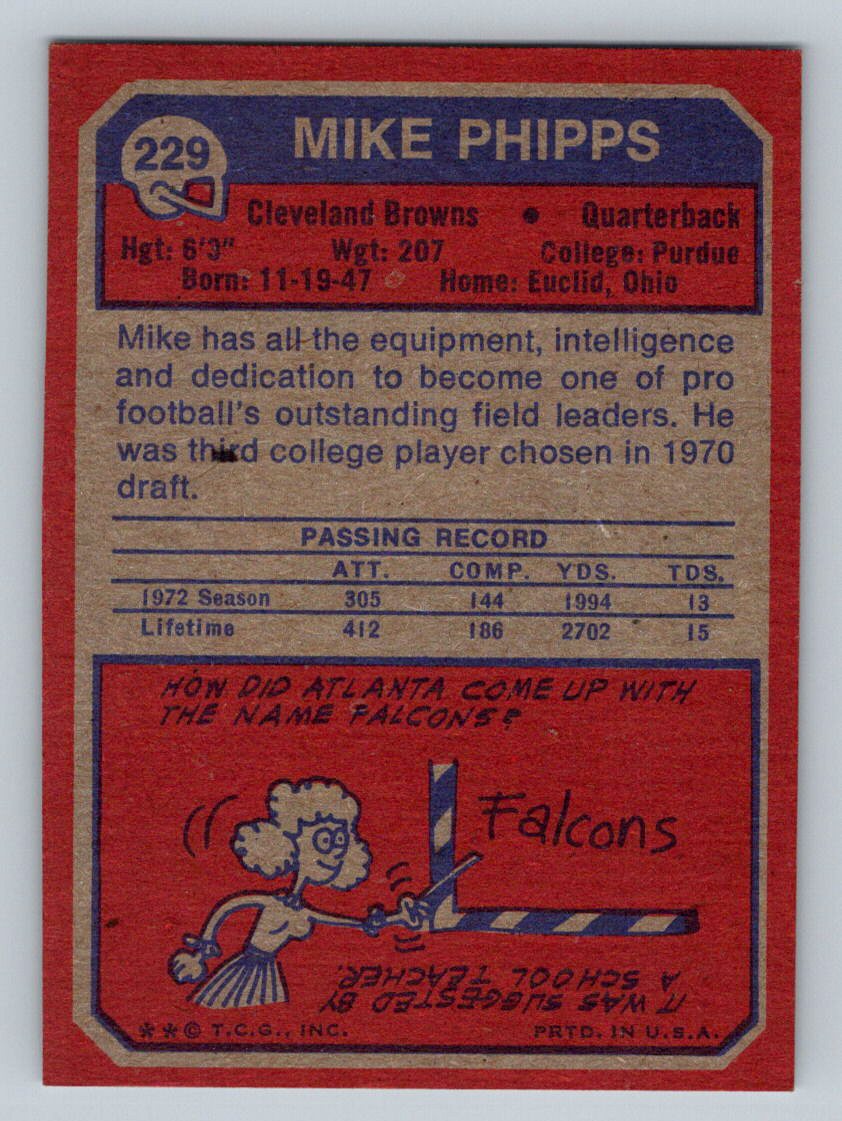 229
MIKE PHIPPS
Cleveland Browns • Quarterback
Hgt: 6'3" Wgt: 207 College: Purdue
Born: 11-19-47 Home: Euclid, Ohio
Mike has all the equipment, intelligence
and dedication to become one of pro
football's outstanding field leaders. He
was third college player chosen in 1970
draft.
PASSING RECORD
ATT. COMP. YDS. TDS.
1972 Season 305 144 1994 13
Lifetime 412 186 2702 15
HOW DID ATLANTA COME UP WITH
THE NAME FALCONS?
Falcons
IT WAS SUGGESTED BY
A SCHOOL TEACHER.
**© T.C.G., INC. PRTD. IN U.S.A.